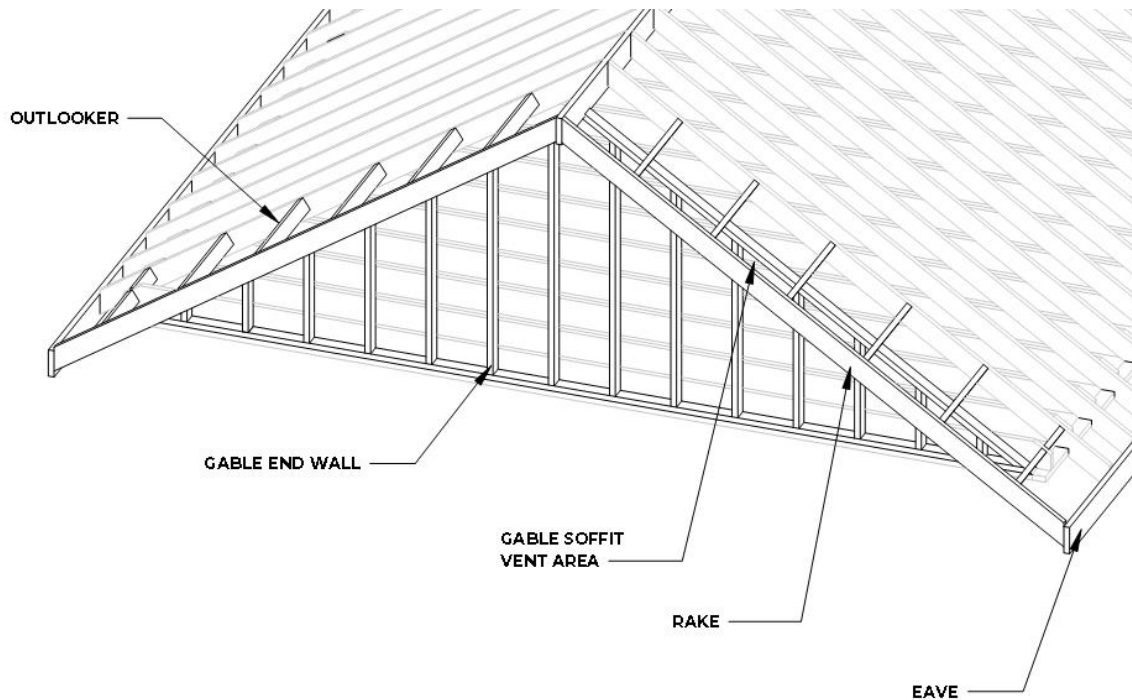 OUTLOOKER
GABLE END WALL
GABLE SOFFIT
VENT AREA
RAKE
EAVE